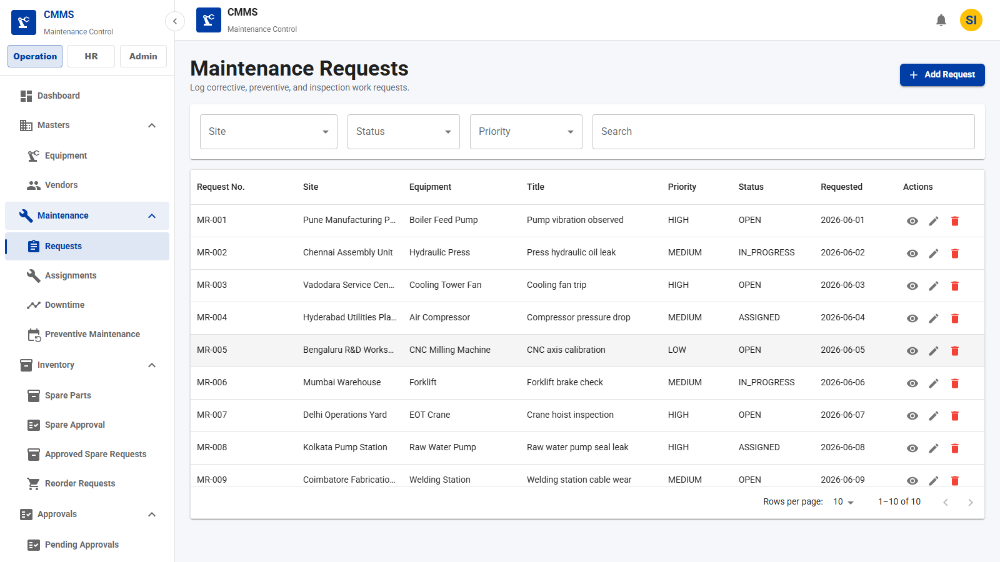 CMMS
Maintenance Control
Operation
HR
Admin
Dashboard
Masters
Equipment
Vendors
Maintenance
Requests
Assignments
Downtime
Preventive Maintenance
Inventory
Spare Parts
Spare Approval
Approved Spare Requests
Reorder Requests
Approvals
Pending Approvals
CMMS
Maintenance Control
SI
Maintenance Requests
Log corrective, preventive, and inspection work requests.
Add Request
Site Status Priority Search
Request No. Site Equipment Title Priority Status Requested Actions
MR-001 Pune Manufacturing P... Boiler Feed Pump Pump vibration observed HIGH OPEN 2026-06-01
MR-002 Chennai Assembly Unit Hydraulic Press Press hydraulic oil leak MEDIUM IN_PROGRESS 2026-06-02
MR-003 Vadodara Service Cen... Cooling Tower Fan Cooling fan trip HIGH OPEN 2026-06-03
MR-004 Hyderabad Utilities Pla... Air Compressor Compressor pressure drop MEDIUM ASSIGNED 2026-06-04
MR-005 Bengaluru R&D Works... CNC Milling Machine CNC axis calibration LOW OPEN 2026-06-05
MR-006 Mumbai Warehouse Forklift Forklift brake check MEDIUM IN_PROGRESS 2026-06-06
MR-007 Delhi Operations Yard EOT Crane Crane hoist inspection HIGH OPEN 2026-06-07
MR-008 Kolkata Pump Station Raw Water Pump Raw water pump seal leak HIGH ASSIGNED 2026-06-08
MR-009 Coimbatore Fabricatio... Welding Station Welding station cable wear MEDIUM OPEN 2026-06-09
Rows per page: 10 1–10 of 10